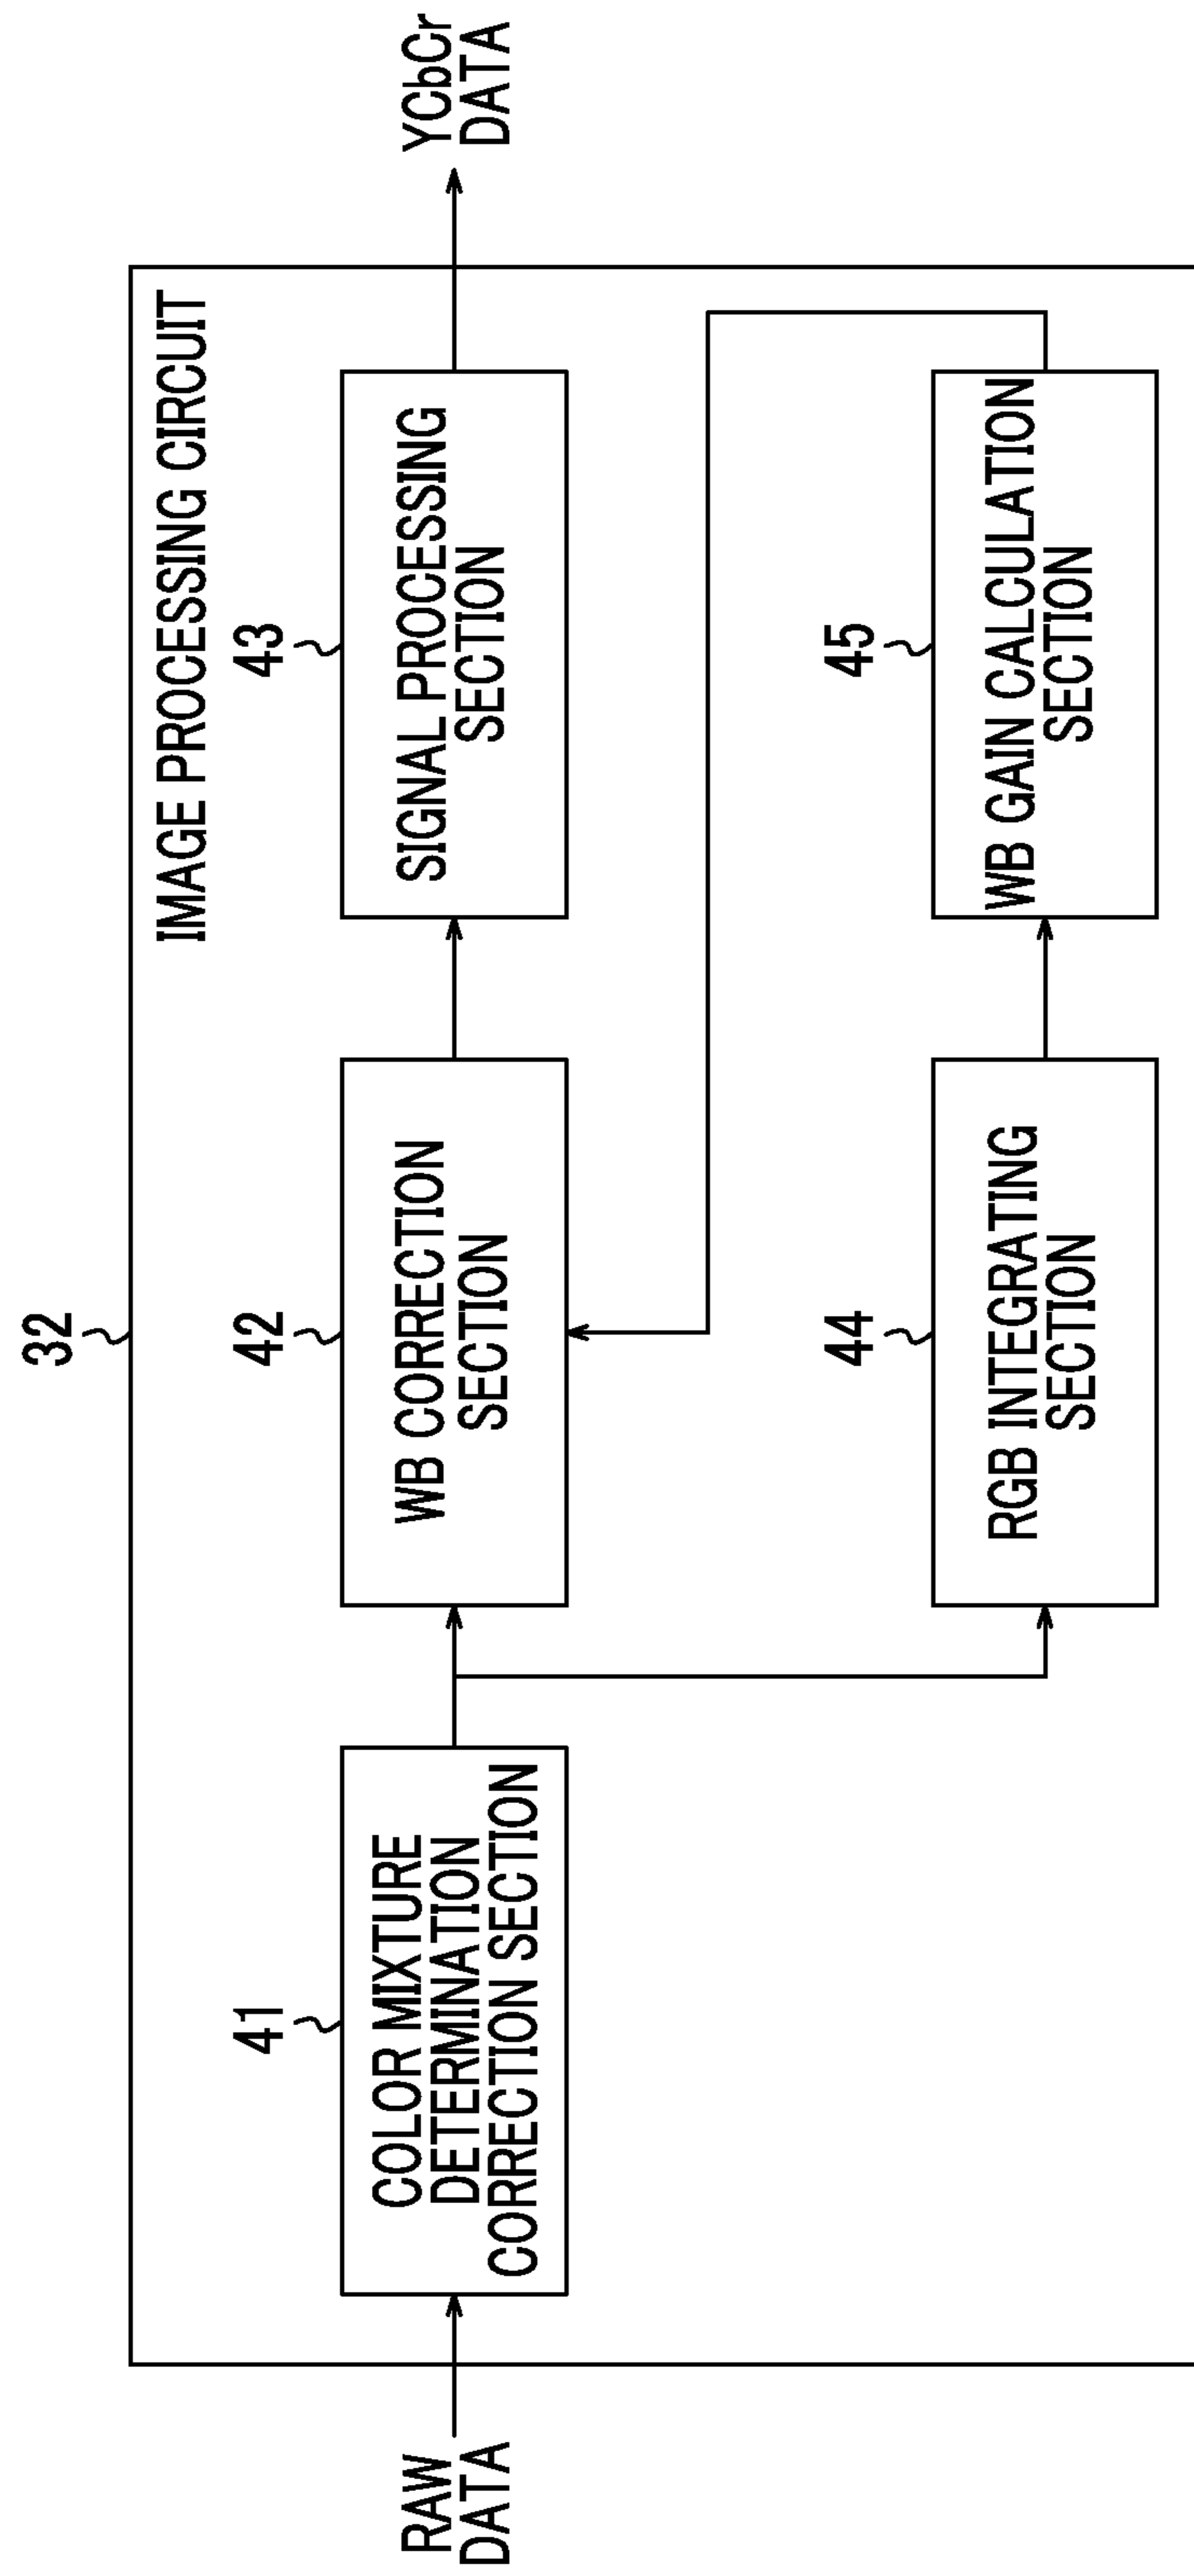 32
IMAGE PROCESSING CIRCUIT
41
42
43
RAW
DATA
COLOR MIXTURE
DETERMINATION
CORRECTION SECTION
WB CORRECTION
SECTION
SIGNAL PROCESSING
SECTION
YCbCr
DATA
44
45
RGB INTEGRATING
SECTION
WB GAIN CALCULATION
SECTION